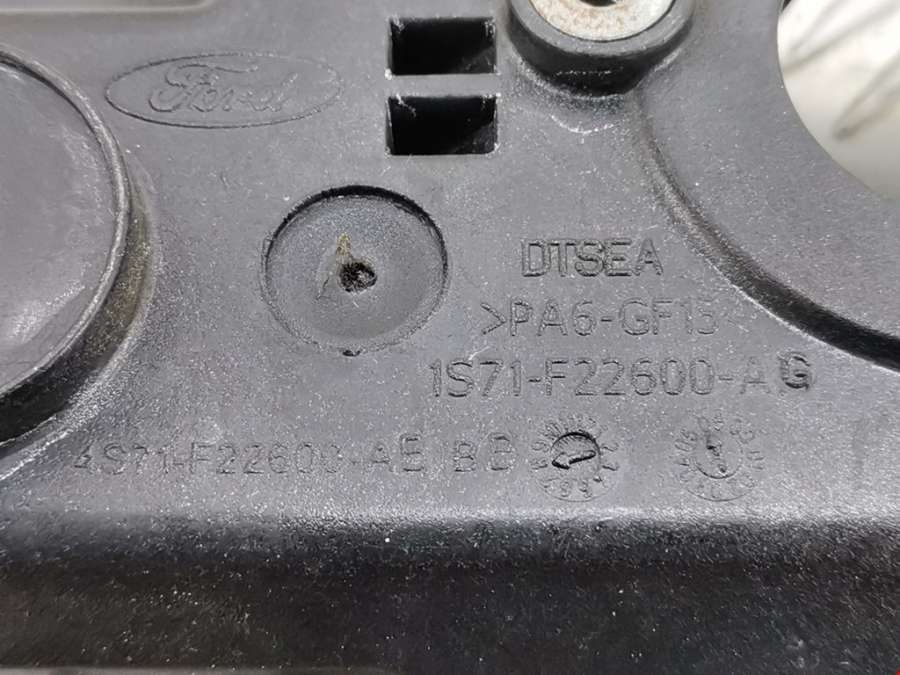 Ford
DTSEA
>PA6-GF15<
1S71-F22600-AG
4S71-F22600-AE BB